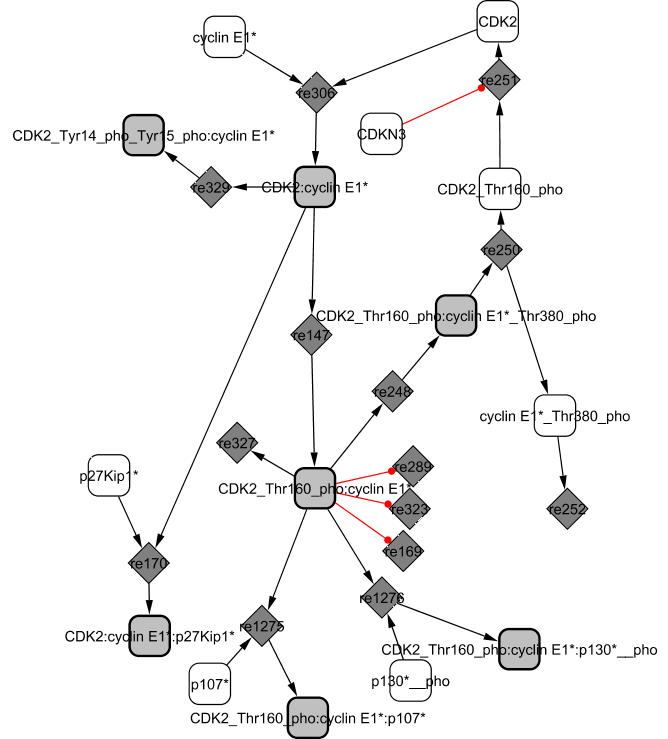 CDK2
cyclin E1*
re251
re306
CDKN3
CDK2_Tyr14_pho_Tyr15_pho:cyclin E1*
re329
CDK2:cyclin E1*
CDK2_Thr160_pho
re250
CDK2_Thr160_pho:cyclin E1*_Thr380_pho
re147
re248
cyclin E1*_Thr380_pho
re327
re289
p27Kip1*
CDK2_Thr160_pho:cyclin E1*
re323
re252
re169
re170
re1276
re1275
CDK2:cyclin E1*:p27Kip1*
CDK2_Thr160_pho:cyclin E1*:p130*__pho
p107*
p130*__pho
CDK2_Thr160_pho:cyclin E1*:p107*